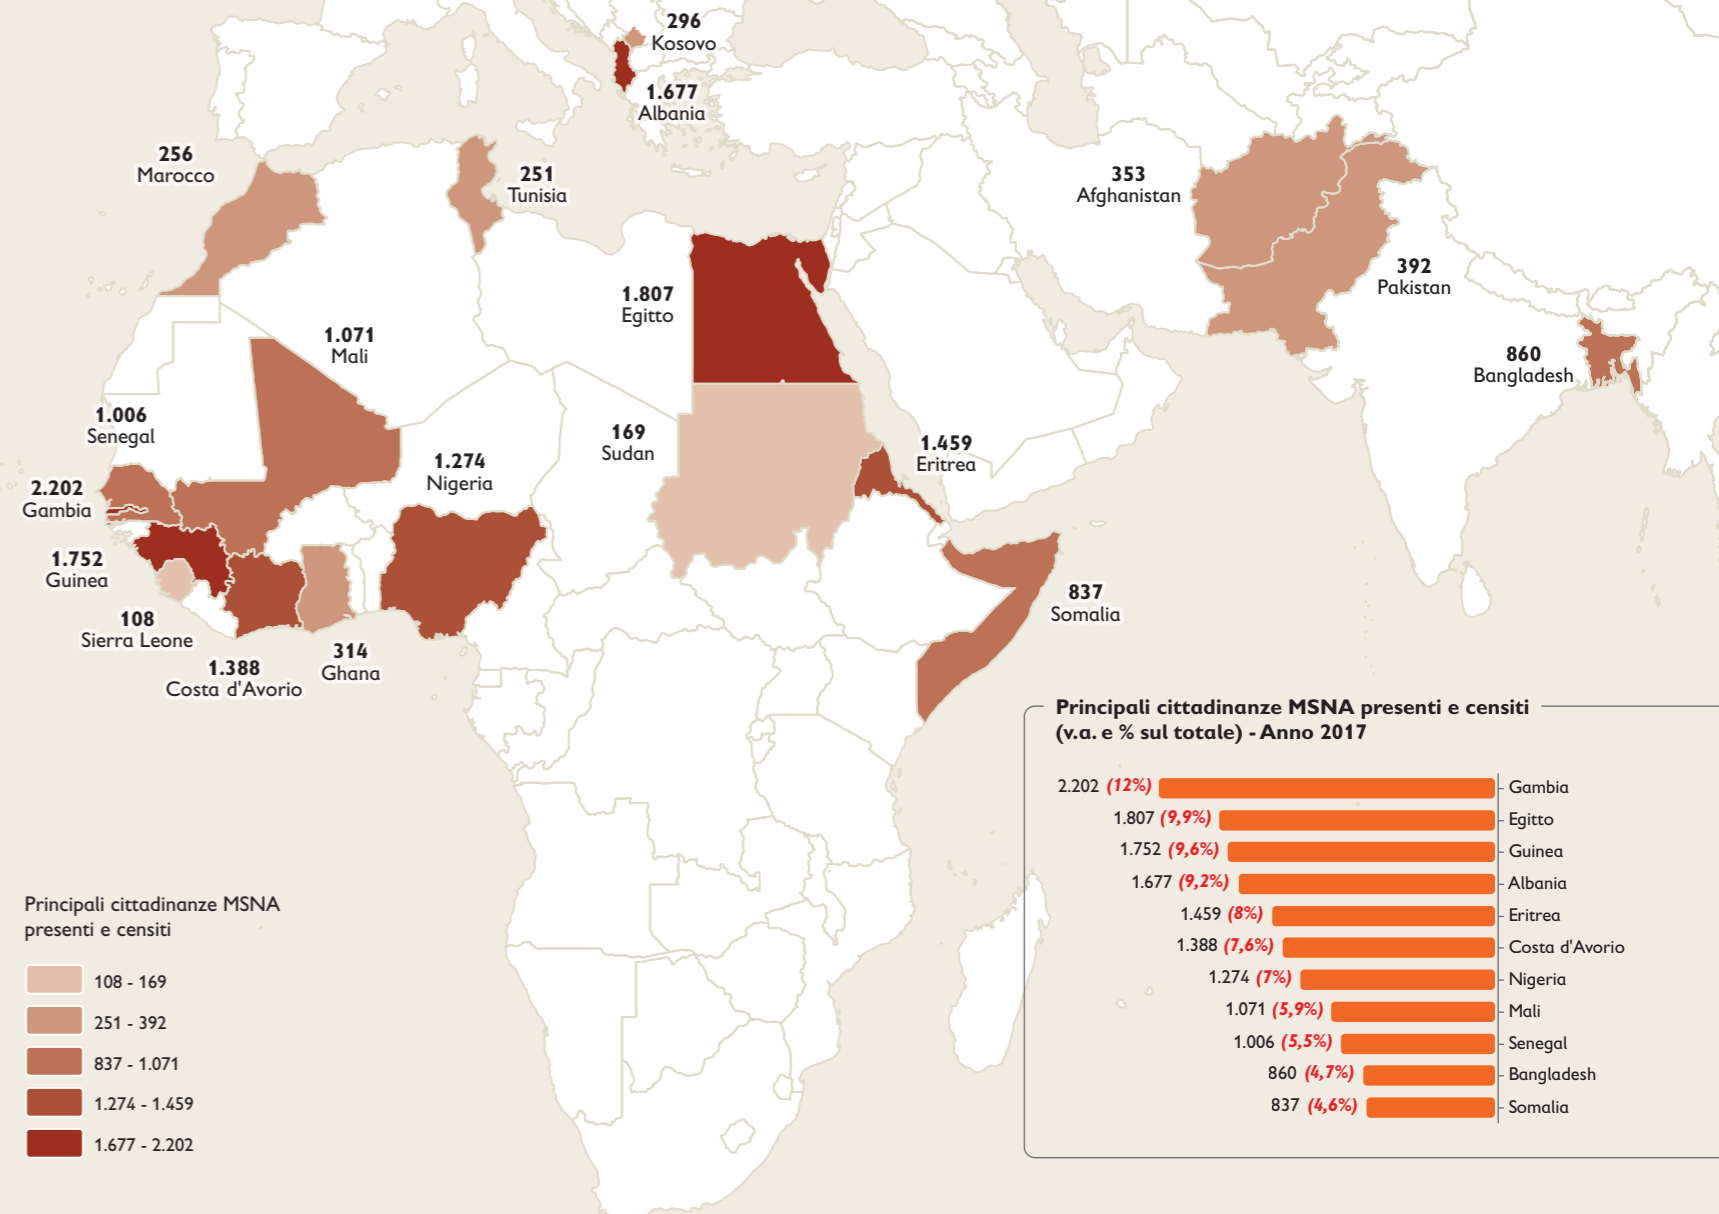 296
Kosovo
1.677
Albania
256
Marocco
251
Tunisia
353
Afghanistan
392
Pakistan
1.807
Egitto
1.071
Mali
860
Bangladesh
1.006
Senegal
169
Sudan
1.459
Eritrea
1.274
Nigeria
2.202
Gambia
1.752
Guinea
837
Somalia
108
Sierra Leone
314
Ghana
1.388
Costa d'Avorio
Principali cittadinanze MSNA presenti e censiti
(v.a. e % sul totale) - Anno 2017
2.202 (12%) Gambia
1.807 (9,9%) Egitto
1.752 (9,6%) Guinea
1.677 (9,2%) Albania
1.459 (8%) Eritrea
1.388 (7,6%) Costa d'Avorio
1.274 (7%) Nigeria
1.071 (5,9%) Mali
1.006 (5,5%) Senegal
860 (4,7%) Bangladesh
837 (4,6%) Somalia
Principali cittadinanze MSNA
presenti e censiti
108 - 169
251 - 392
837 - 1.071
1.274 - 1.459
1.677 - 2.202